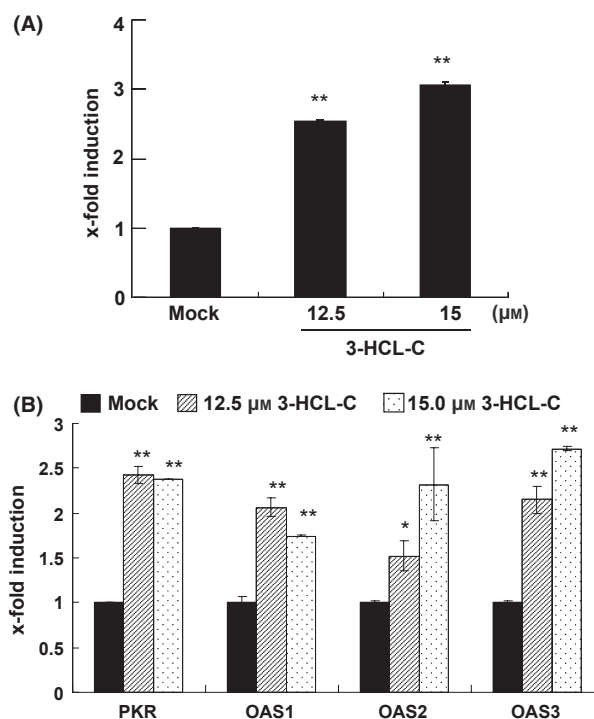 (A)
4
3
2
1
0
x-fold induction
**
**
Mock
12.5
15
(μM)
3-HCL-C
(B)
Mock
12.5 μM 3-HCL-C
15.0 μM 3-HCL-C
3
2.5
2
1.5
1
0.5
0
x-fold induction
**
**
**
**
*
**
**
**
PKR
OAS1
OAS2
OAS3